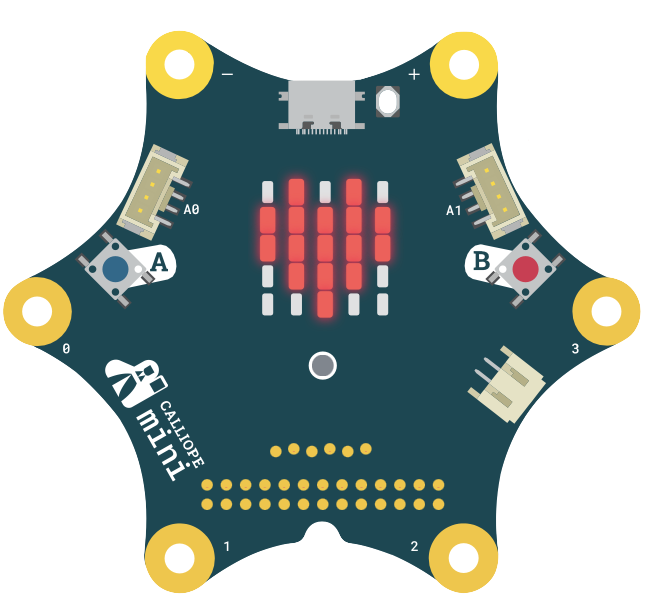 − +
A0 A1
A B
0 3
CALLIOPE
mini
1 2